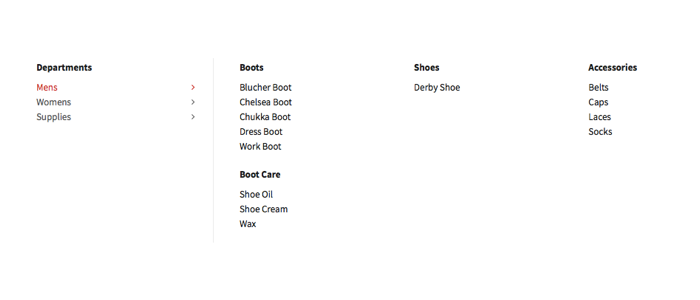 Departments
Mens
Womens
Supplies
Boots
Blucher Boot
Chelsea Boot
Chukka Boot
Dress Boot
Work Boot
Boot Care
Shoe Oil
Shoe Cream
Wax
Shoes
Derby Shoe
Accessories
Belts
Caps
Laces
Socks